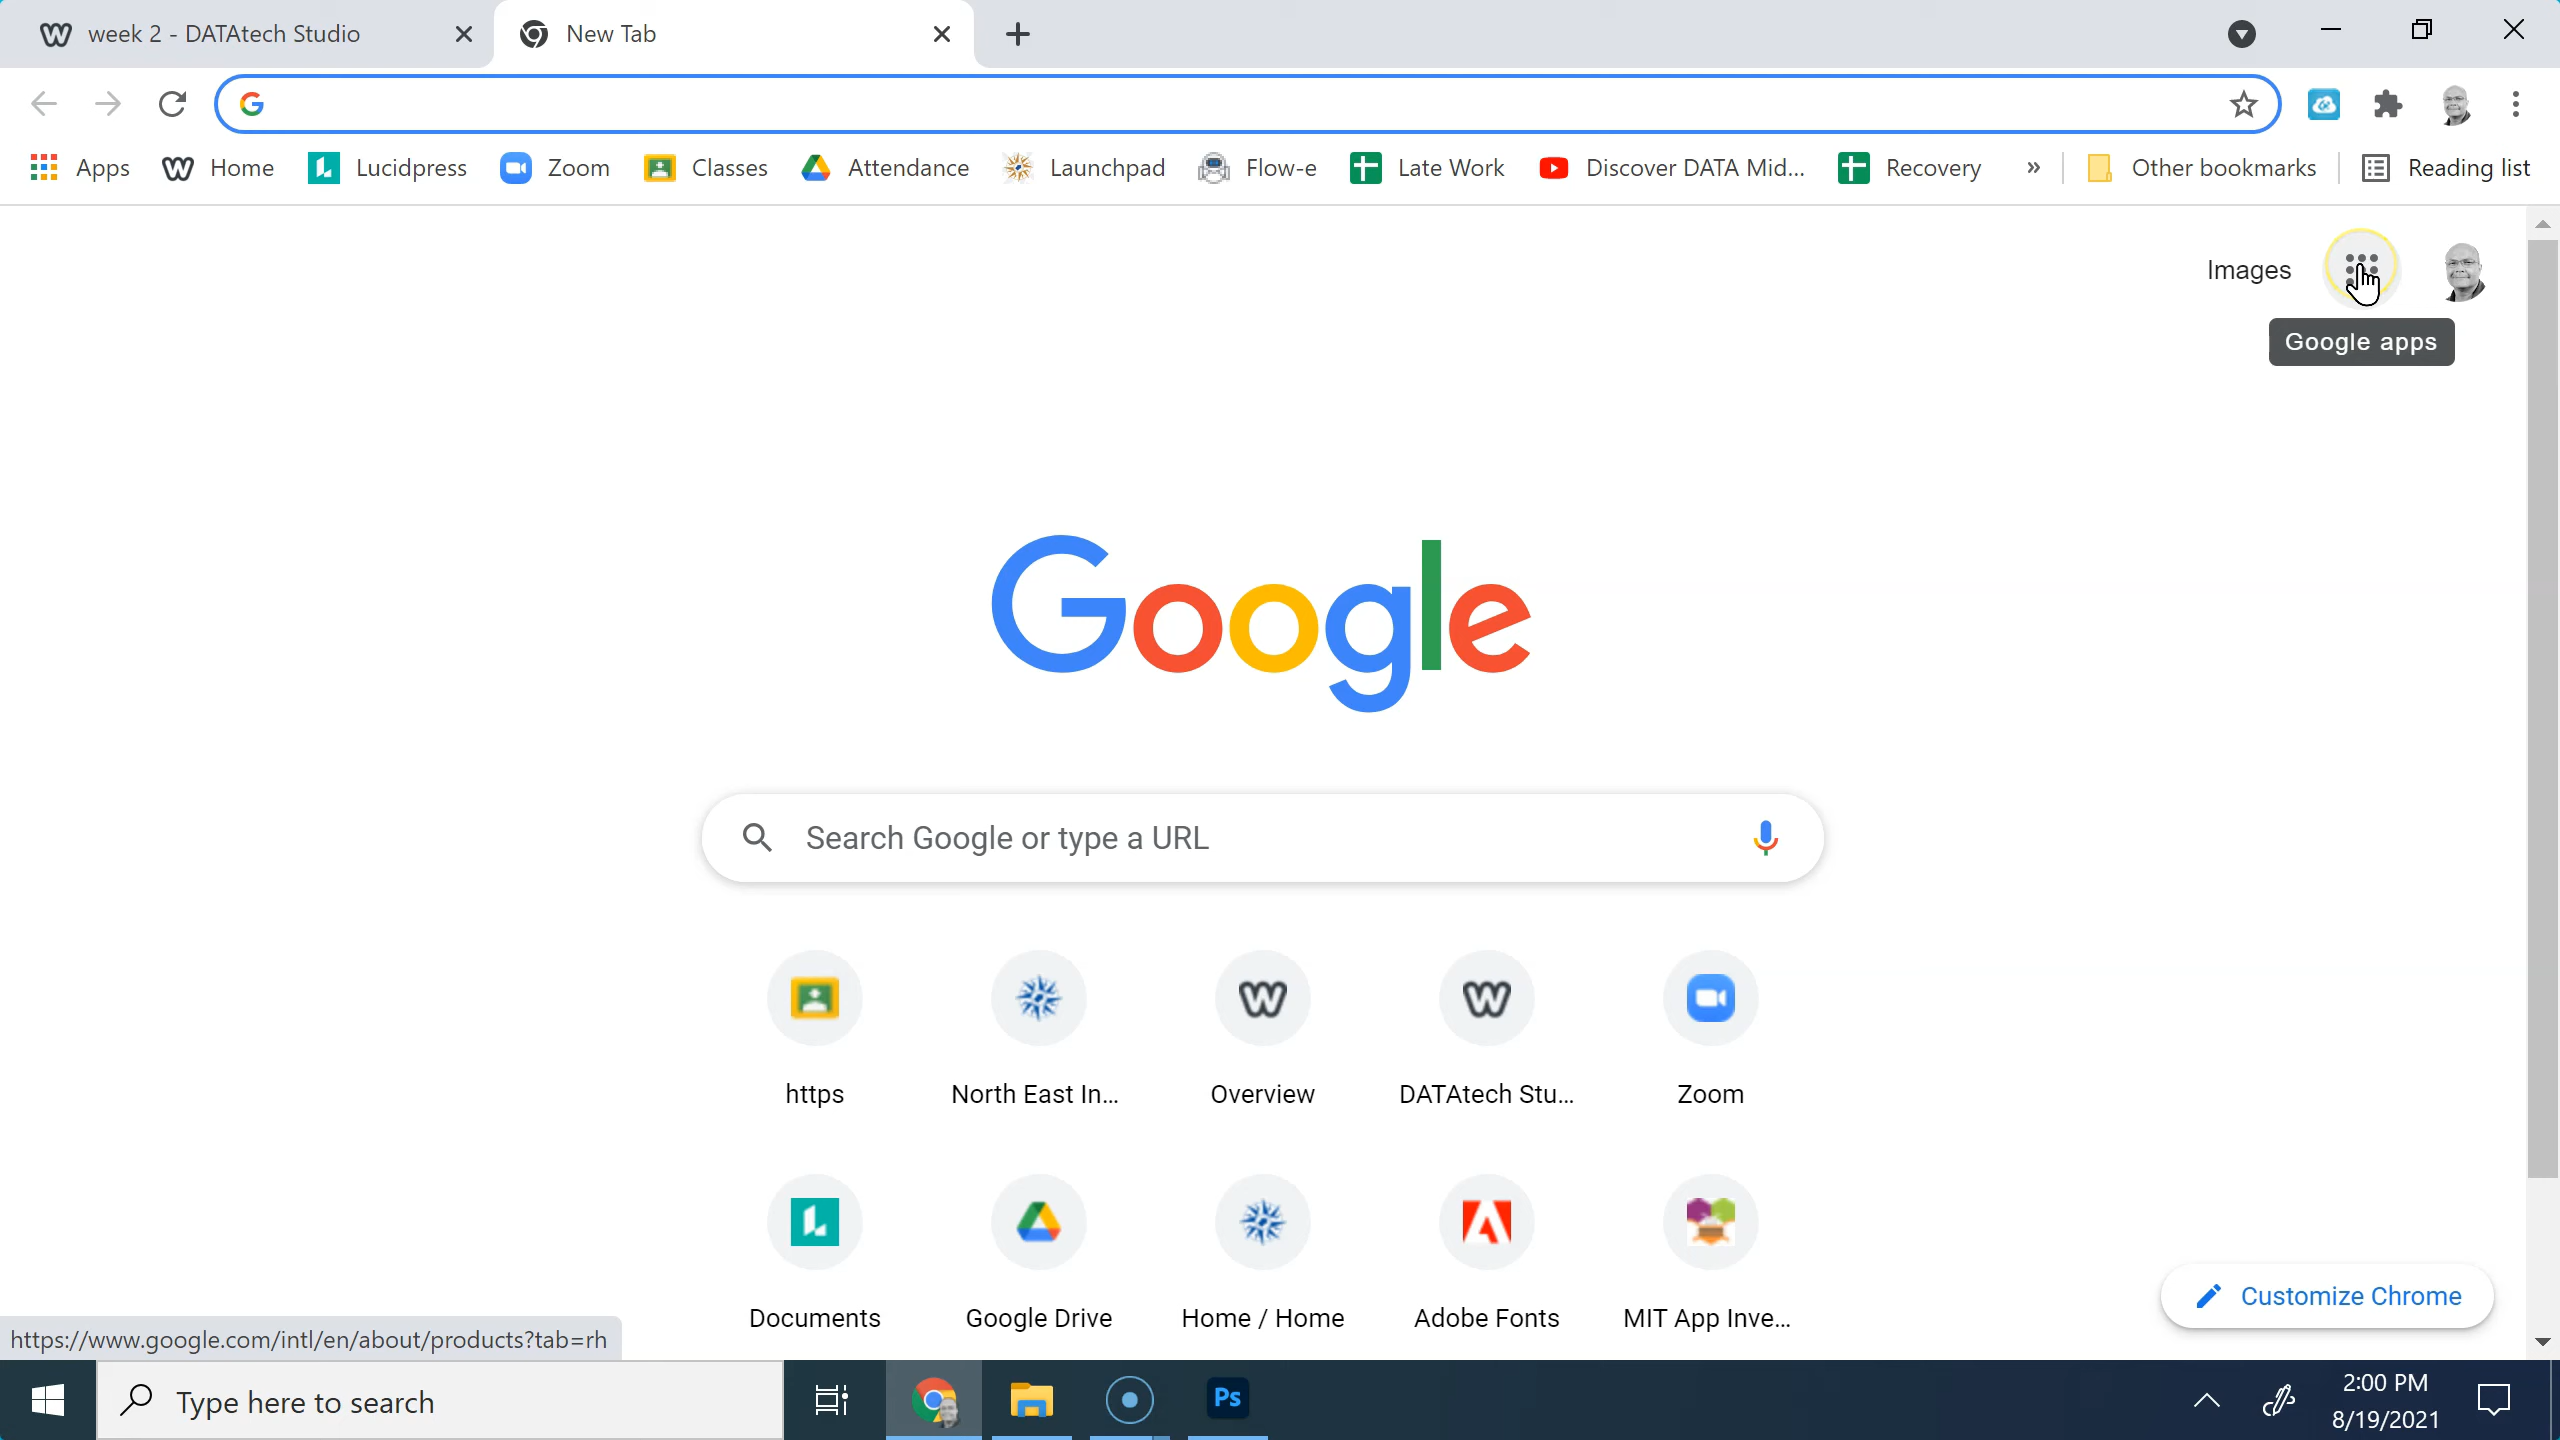 week 2 - DATAtech Studio
New Tab
Apps
Home
Lucidpress
Zoom
Classes
Attendance
Launchpad
Flow-e
Late Work
Discover DATA Mid...
Recovery
»
Other bookmarks
Reading list
Images
Google apps
Google
Search Google or type a URL
https
North East In...
Overview
DATAtech Stu...
Zoom
Documents
Google Drive
Home / Home
Adobe Fonts
MIT App Inve...
Customize Chrome
https://www.google.com/intl/en/about/products?tab=rh
Type here to search
Ps
2:00 PM
8/19/2021